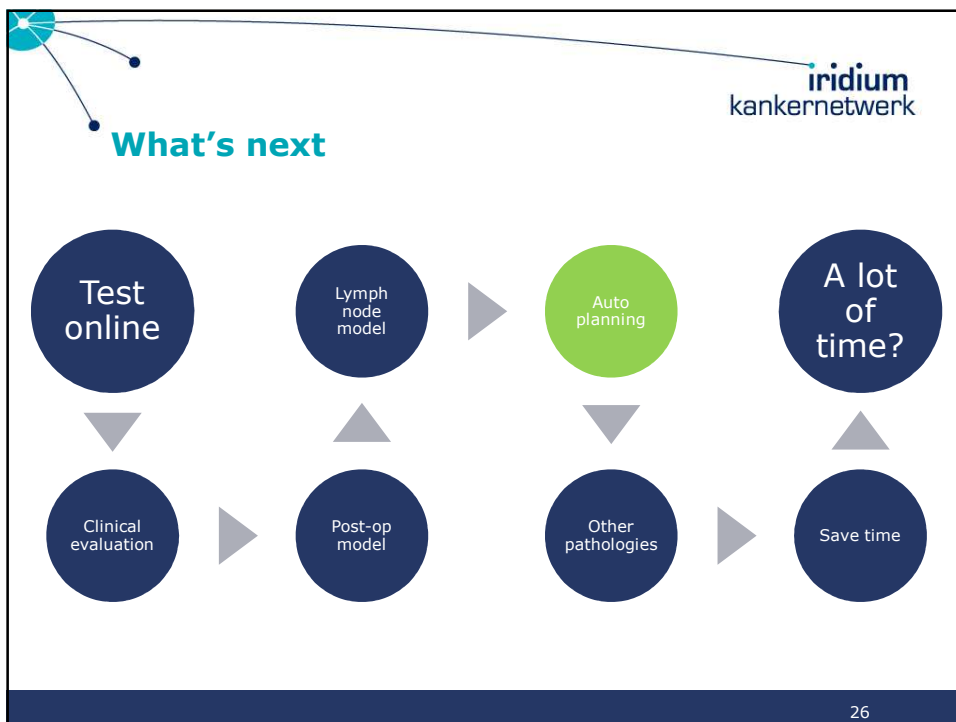 iridium
kankernetwerk
What's next
Test
online
Clinical
evaluation
Post-op
model
Lymph
node
model
Auto
planning
Other
pathologies
Save time
A lot
of
time?
26